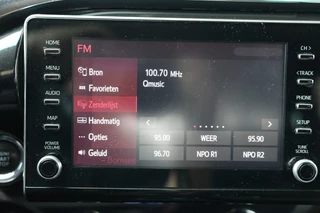 FM
HOME
MENU
AUDIO
MAP
POWER
VOLUME
Bron
Favorieten
Zenderlijst
Handmatig
Opties
Geluid
100.70 MHz
Qmusic
95.00 WEER 95.90
96.70 NPO R1 NPO R2
CH >
< TRACK
PHONE
SETUP
TUNE
SCROLL